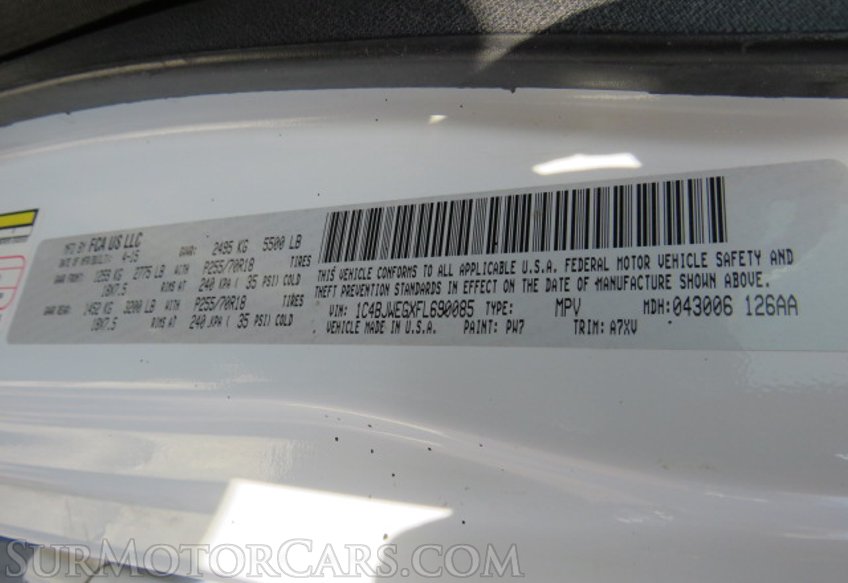 MFD BY FCA US LLC
DATE OF MFR/BUILT: 4-15
GVWR: 2495 KG 5500 LB
GAWR FRONT: 1259 KG 2775 LB WITH P255/70R18 TIRES
18X7.5 RIMS AT 240 KPA ( 35 PSI) COLD
GAWR REAR: 1452 KG 3200 LB WITH P255/70R18 TIRES
18X7.5 RIMS AT 240 KPA ( 35 PSI) COLD
THIS VEHICLE CONFORMS TO ALL APPLICABLE U.S.A. FEDERAL MOTOR VEHICLE SAFETY AND
THEFT PREVENTION STANDARDS IN EFFECT ON THE DATE OF MANUFACTURE SHOWN ABOVE.
VIN: 1C4BJWEGXFL690085 TYPE: MPV MDH: 043006 126AA
VEHICLE MADE IN U.S.A. PAINT: PW7 TRIM: A7XV
SurMotorCars.com